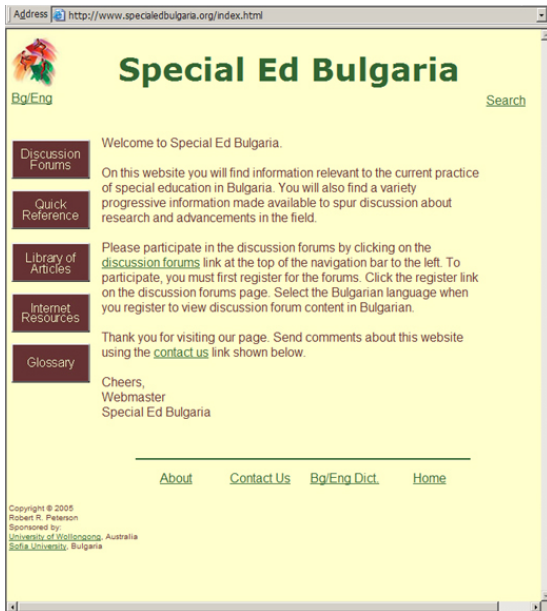 Address http://www.specialedbulgaria.org/index.html
Special Ed Bulgaria
Bg/Eng
Search
Discussion
Forums
Quick
Reference
Library of
Articles
Internet
Resources
Glossary
Welcome to Special Ed Bulgaria.
On this website you will find information relevant to the current practice
of special education in Bulgaria. You will also find a variety
progressive information made available to spur discussion about
research and advancements in the field.
Please participate in the discussion forums by clicking on the
discussion forums link at the top of the navigation bar to the left. To
participate, you must first register for the forums. Click the register link
on the discussion forums page. Select the Bulgarian language when
you register to view discussion forum content in Bulgarian.
Thank you for visiting our page. Send comments about this website
using the contact us link shown below.
Cheers,
Webmaster
Special Ed Bulgaria
About Contact Us Bg/Eng Dict. Home
Copyright © 2005
Robert R. Peterson
Sponsored by:
University of Wollongong, Australia
Sofia University, Bulgaria